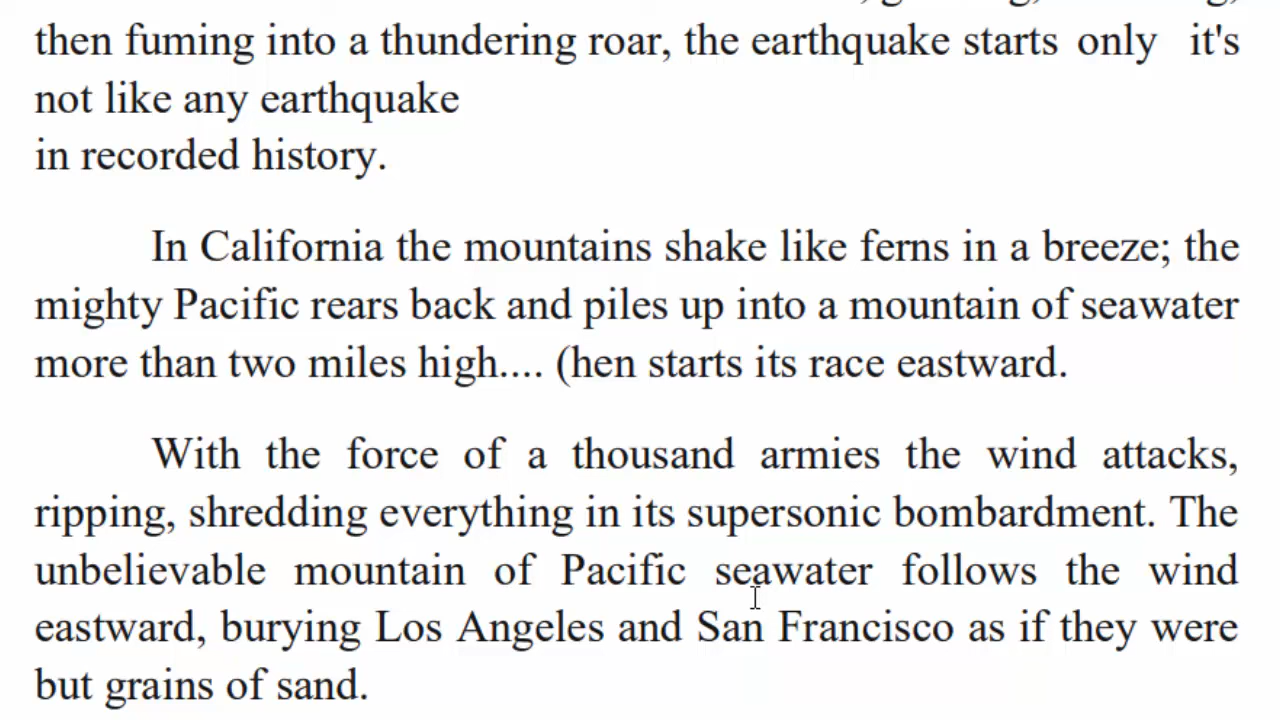 then fuming into a thundering roar, the earthquake starts only it's
not like any earthquake
in recorded history.
In California the mountains shake like ferns in a breeze; the
mighty Pacific rears back and piles up into a mountain of seawater
more than two miles high.... (hen starts its race eastward.
With the force of a thousand armies the wind attacks,
ripping, shredding everything in its supersonic bombardment. The
unbelievable mountain of Pacific seawater follows the wind
eastward, burying Los Angeles and San Francisco as if they were
but grains of sand.